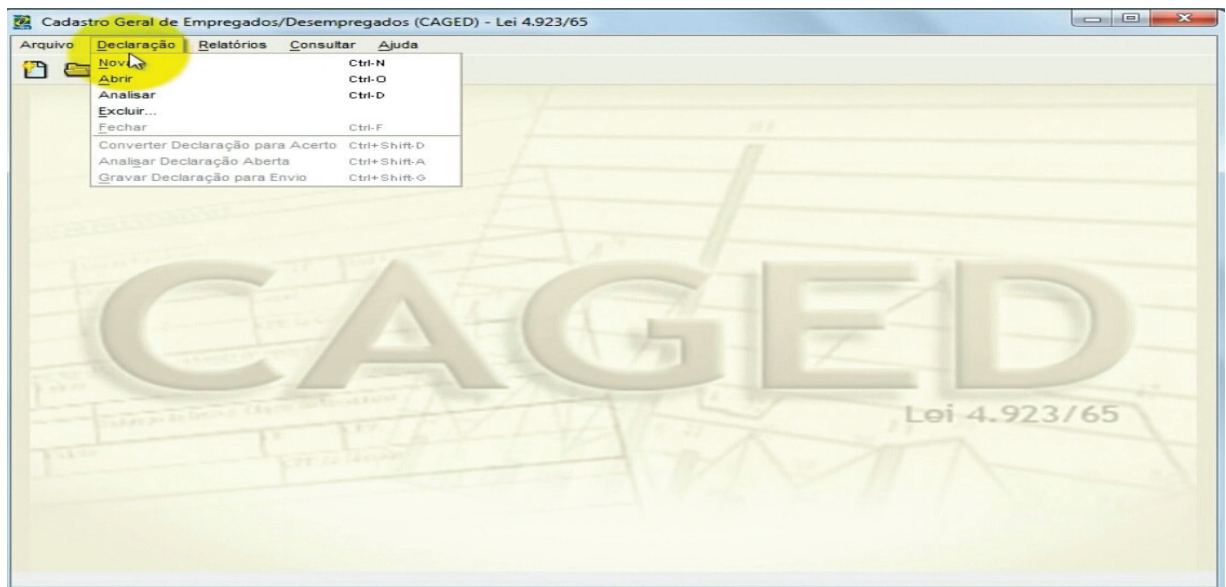 Cadastro Geral de Empregados/Desempregados (CAGED) - Lei 4.923/65
Arquivo Declaração Relatórios Consultar Ajuda
Ctrl-N
Abrir Ctrl-O
Analisar Ctrl-D
Excluir...
Fechar Ctrl-F
Converter Declaração para Acerto Ctrl+Shift-D
Analisar Declaração Aberta Ctrl+Shift-A
Gravar Declaração para Envio Ctrl+Shift-G
CAGED
Lei 4.923/65